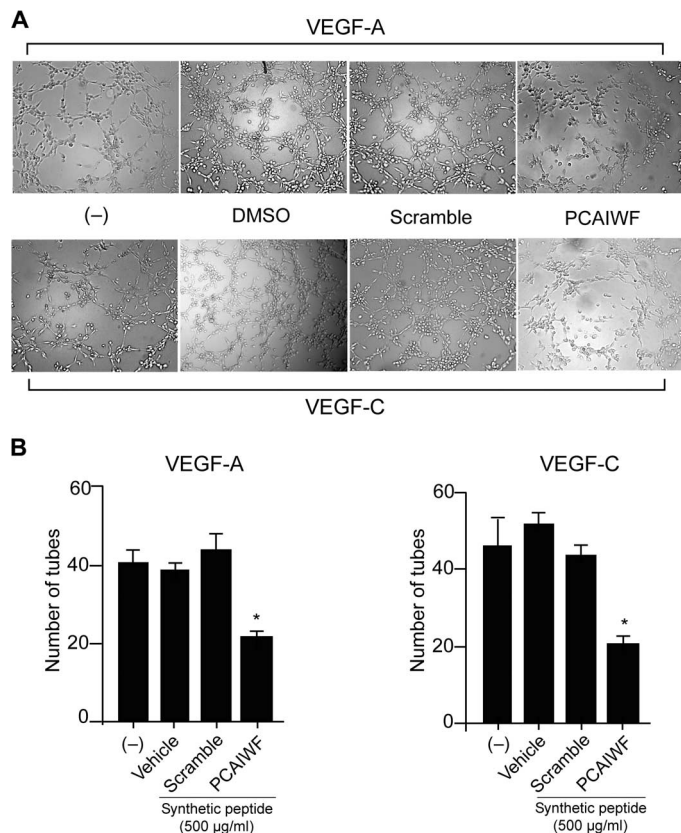 A
VEGF-A
(–) DMSO Scramble PCAIWF
VEGF-C
B
VEGF-A
Number of tubes
60
40
20
0
*
(–) Vehicle Scramble PCAIWF
Synthetic peptide
(500 µg/ml)
VEGF-C
Number of tubes
60
40
20
0
*
(–) Vehicle Scramble PCAIWF
Synthetic peptide
(500 µg/ml)